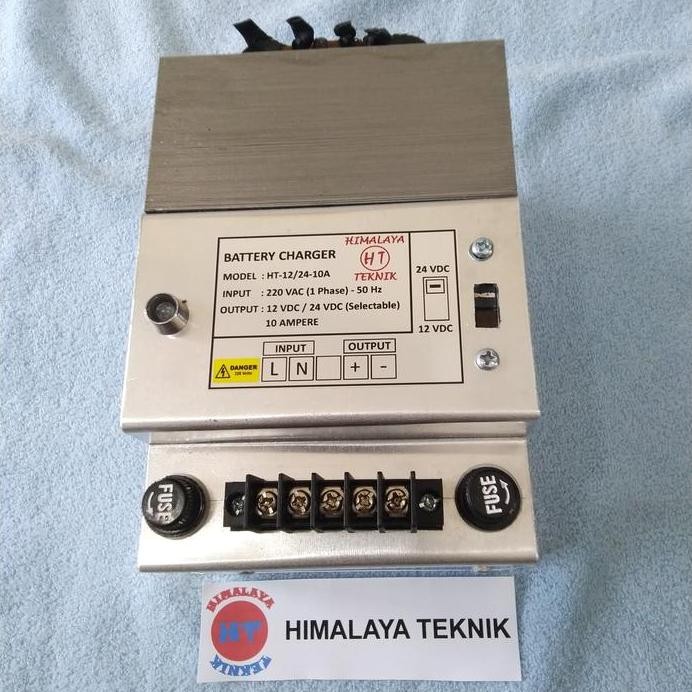 BATTERY CHARGER
HIMALAYA
HT
TEKNIK
MODEL : HT-12/24-10A
INPUT : 220 VAC (1 Phase) - 50 Hz
OUTPUT : 12 VDC / 24 VDC (Selectable)
10 AMPERE
24 VDC
12 VDC
INPUT
OUTPUT
DANGER
220 Volts
L N + -
FUSE
FUSE
HIMALAYA
HT
TEKNIK
HIMALAYA TEKNIK